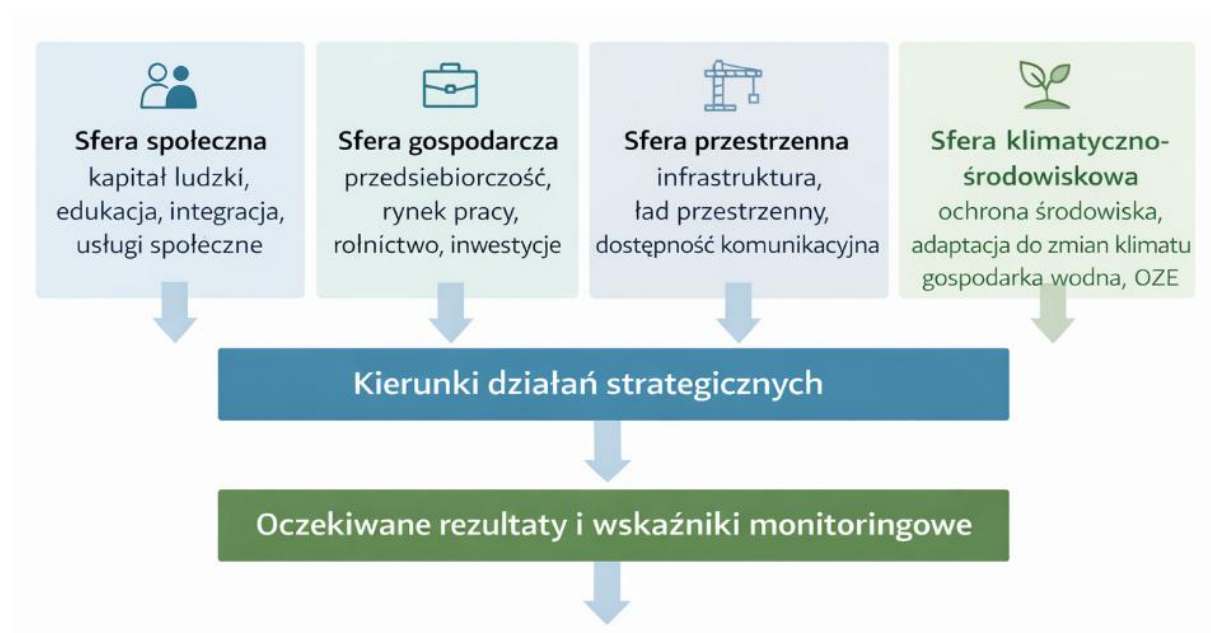 Sfera społeczna
kapitał ludzkí,
edukacja, integracja,
usługi społeczne
Sfera gospodarcza
przedsiebiorczość,
rynek pracy,
rołníctwo, inwestycje
Sfera przestrzenna
infrastruktura,
ład przestrzenny,
dostępność komunikacyjna
Sfera klimatyczno-
środowiskowa
ochrona środowiska,
adaptacja do zmian klimatu
gospodarka wodna, OZE
Kierunki działań strategicznych
Oczekiwane rezultaty i wskaźniki monitoringowe